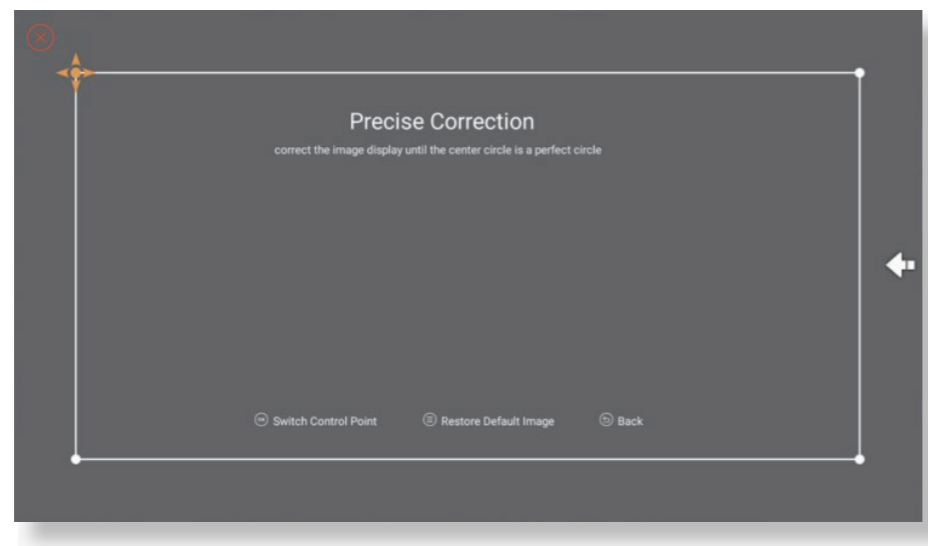 Precise Correction
correct the image display until the center circle is a perfect circle
Switch Control Point Restore Default Image Back